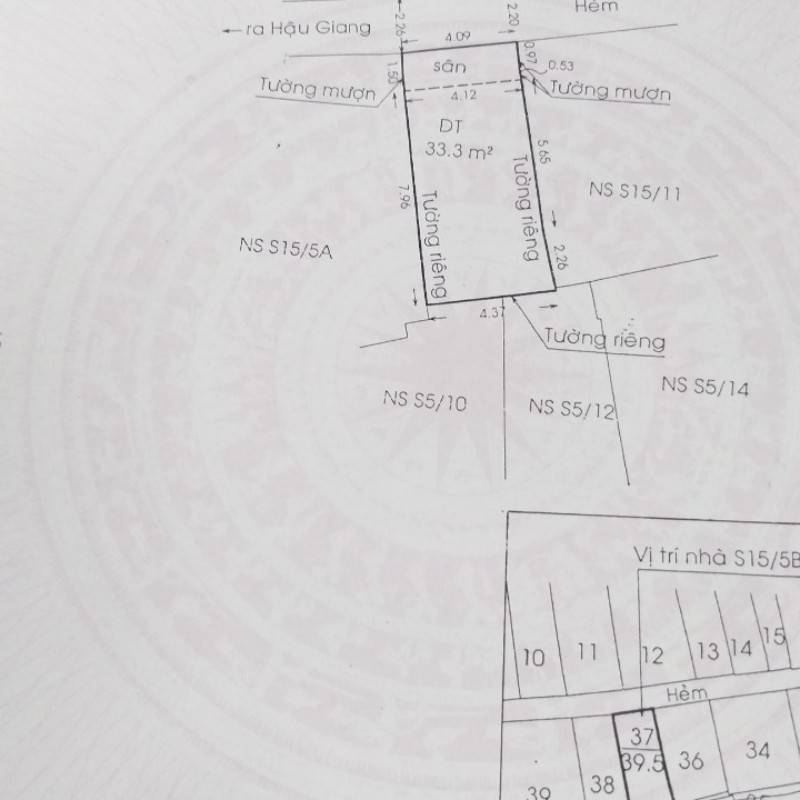 Hẻm
2.26
2.20
←ra Hậu Giang
4.09
0.97
sân
1.50
0.53
Tường mượn
4.12
Tường mượn
DT
33.3 m²
5.65
Tường riêng
7.96
Tường riêng
NS S15/11
NS S15/5A
2.26
4.37
Tường riêng
NS S5/10
NS S5/12
NS S5/14
Vị trí nhà S15/5B
10
11
12
13
14
15
Hẻm
37
39.5
36
34
38
39